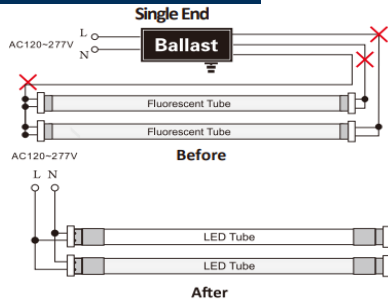 Single End
AC120~277V
L
N
Ballast
Fluorescent Tube
Fluorescent Tube
Before
AC120~277V
L N
LED Tube
LED Tube
After